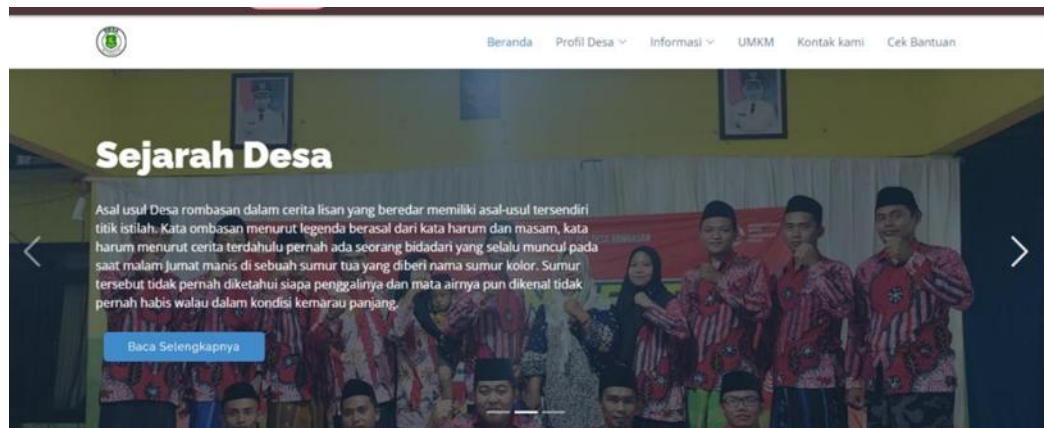 Beranda Profil Desa Informasi UMKM Kontak kami Cek Bantuan
Sejarah Desa
Asal usul Desa rombasan dalam cerita lisan yang beredar memiliki asal-usul tersendiri
titik istilah. Kata ombasan menurut legenda berasal dari kata harum dan masam, kata
harum menurut cerita terdahulu pernah ada seorang bidadari yang selalu muncul pada
saat malam Jumat manis di sebuah sumur tua yang diberi nama sumur kolor. Sumur
tersebut tidak pernah diketahui siapa penggalinya dan mata airnya pun dikenal tidak
pernah habis walau dalam kondisi kemarau panjang.
Baca Selengkapnya